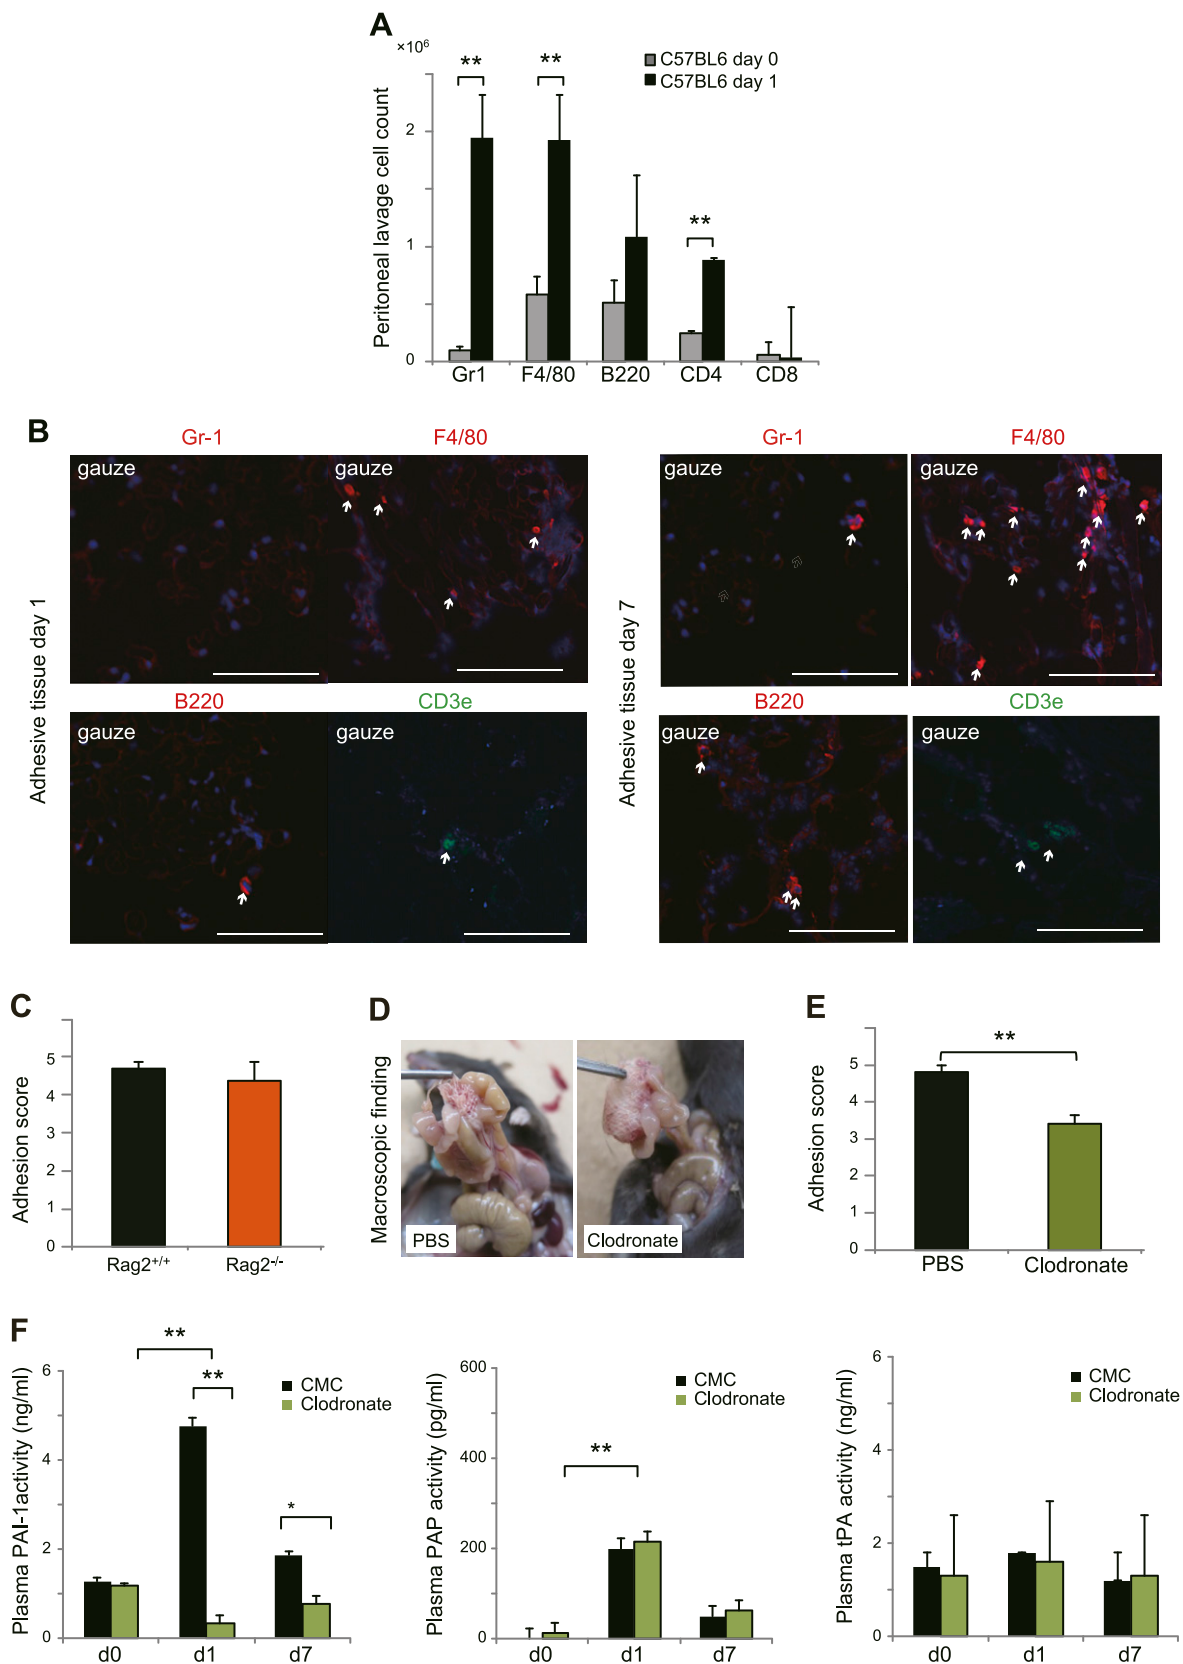 A
×10⁶
** **
C57BL6 day 0
C57BL6 day 1
Peritoneal lavage cell count
2
1
0
**
Gr1 F4/80 B220 CD4 CD8
B
Gr-1 F4/80
gauze gauze
B220 CD3e
gauze gauze
Adhesive tissue day 1
Gr-1 F4/80
gauze gauze
B220 CD3e
gauze gauze
Adhesive tissue day 7
C
Adhesion score
5
4
3
2
1
0
Rag2+/+ Rag2-/-
D
Macroscopic finding
PBS Clodronate
E
Adhesion score
**
5
4
3
2
1
0
PBS Clodronate
F
Plasma PAI-1activity (ng/ml)
**
**
*
CMC
Clodronate
6
4
2
0
d0 d1 d7
Plasma PAP activity (pg/ml)
**
CMC
Clodronate
600
400
200
0
d0 d1 d7
Plasma tPA activity (ng/ml)
CMC
Clodronate
6
4
2
0
d0 d1 d7